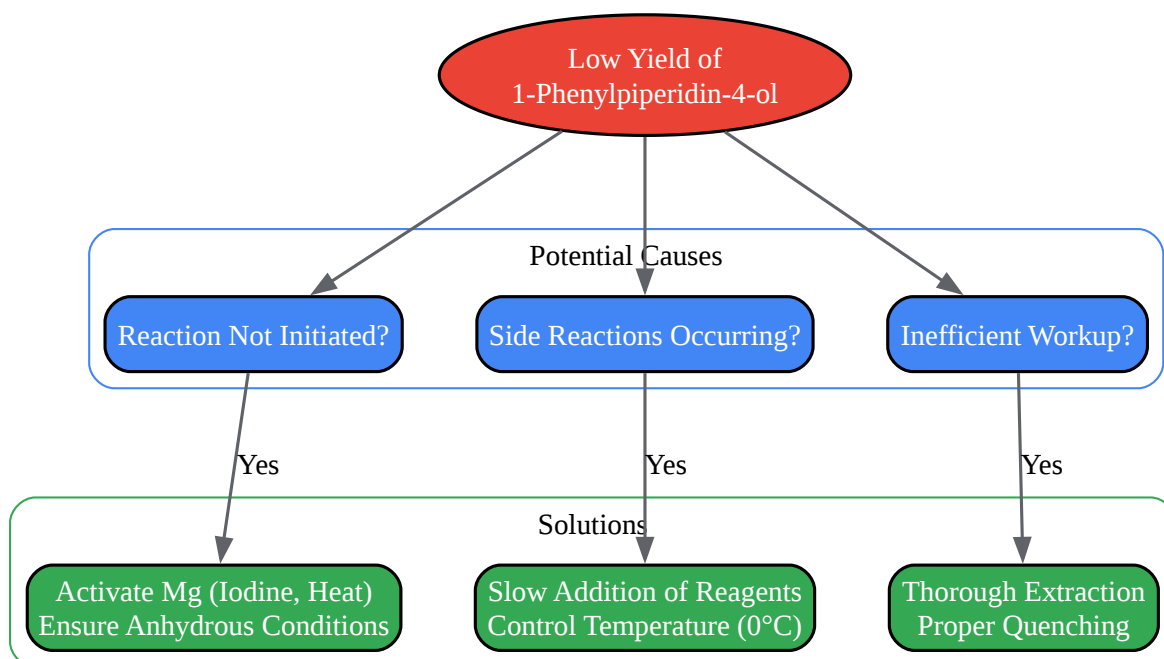 Low Yield of
1-Phenylpiperidin-4-ol
Potential Causes
Reaction Not Initiated?
Side Reactions Occurring?
Inefficient Workup?
Yes
Yes
Yes
Solutions
Activate Mg (Iodine, Heat)
Ensure Anhydrous Conditions
Slow Addition of Reagents
Control Temperature (0°C)
Thorough Extraction
Proper Quenching